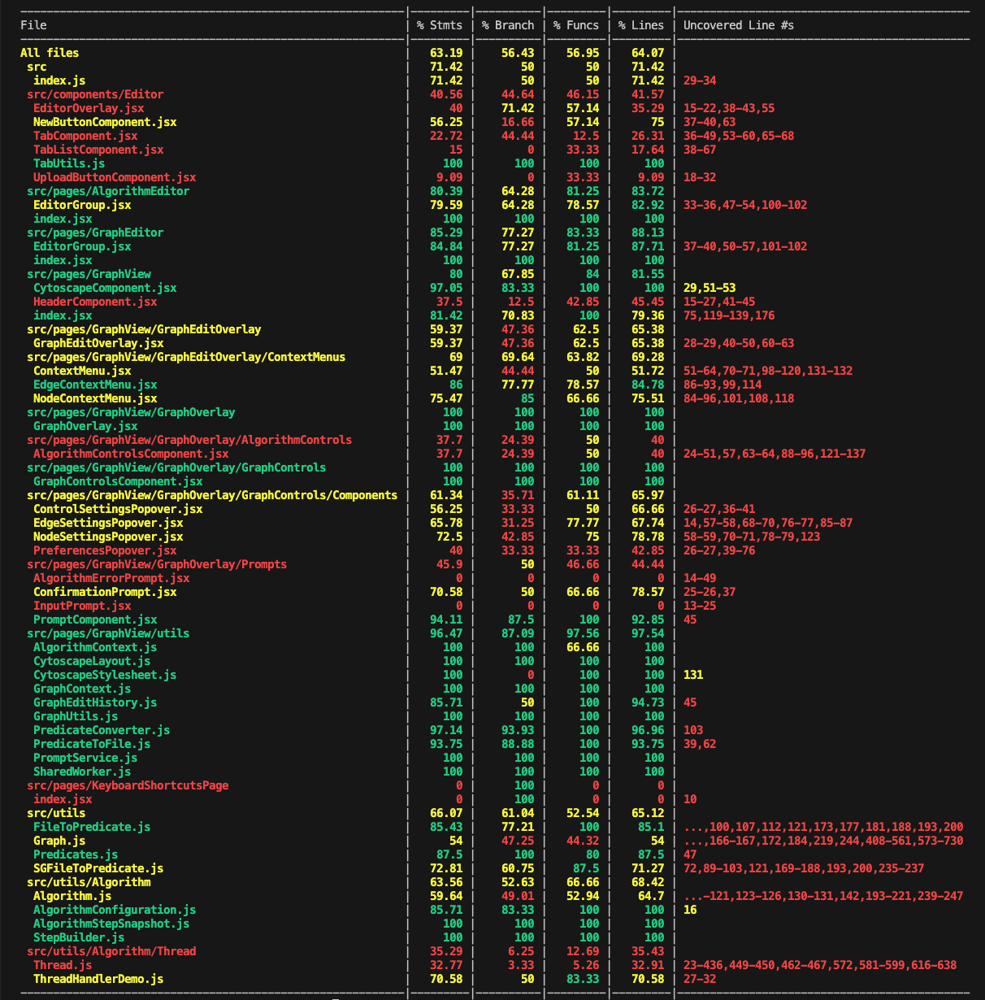 File | % Stmts | % Branch | % Funcs | % Lines | Uncovered Line #s
All files | 63.19 | 56.43 | 56.95 | 64.07 |
src | 71.42 | 50 | 50 | 71.42 |
index.js | 71.42 | 50 | 50 | 71.42 | 29-34
src/components/Editor | 40.56 | 44.64 | 46.15 | 41.57 |
EditorOverlay.jsx | 40 | 71.42 | 57.14 | 35.29 | 15-22,38-43,55
NewButtonComponent.jsx | 56.25 | 16.66 | 57.14 | 75 | 37-40,63
TabComponent.jsx | 22.72 | 44.44 | 12.5 | 26.31 | 36-49,53-60,65-68
TabListComponent.jsx | 15 | 0 | 33.33 | 17.64 | 38-67
TabUtils.js | 100 | 100 | 100 | 100 |
UploadButtonComponent.jsx | 9.09 | 0 | 33.33 | 9.09 | 18-32
src/pages/AlgorithmEditor | 80.39 | 64.28 | 81.25 | 83.72 |
EditorGroup.jsx | 79.59 | 64.28 | 78.57 | 82.92 | 33-36,47-54,100-102
index.jsx | 100 | 100 | 100 | 100 |
src/pages/GraphEditor | 85.29 | 77.27 | 83.33 | 88.13 |
EditorGroup.jsx | 84.84 | 77.27 | 81.25 | 87.71 | 37-40,50-57,101-102
index.jsx | 100 | 100 | 100 | 100 |
src/pages/GraphView | 80 | 67.85 | 84 | 81.55 |
CytoscapeComponent.jsx | 97.05 | 83.33 | 100 | 100 | 29,51-53
HeaderComponent.jsx | 37.5 | 12.5 | 42.85 | 45.45 | 15-27,41-45
index.jsx | 81.42 | 70.83 | 100 | 79.36 | 75,119-139,176
src/pages/GraphView/GraphEditOverlay | 59.37 | 47.36 | 62.5 | 65.38 |
GraphEditOverlay.jsx | 59.37 | 47.36 | 62.5 | 65.38 | 28-29,40-50,60-63
src/pages/GraphView/GraphEditOverlay/ContextMenus | 69 | 69.64 | 63.82 | 69.28 |
ContextMenu.jsx | 51.47 | 44.44 | 50 | 51.72 | 51-64,70-71,98-120,131-132
EdgeContextMenu.jsx | 86 | 77.77 | 78.57 | 84.78 | 86-93,99,114
NodeContextMenu.jsx | 75.47 | 85 | 66.66 | 75.51 | 84-96,101,108,118
src/pages/GraphView/GraphOverlay | 100 | 100 | 100 | 100 |
GraphOverlay.jsx | 100 | 100 | 100 | 100 |
src/pages/GraphView/GraphOverlay/AlgorithmControls | 37.7 | 24.39 | 50 | 40 |
AlgorithmControlsComponent.jsx | 37.7 | 24.39 | 50 | 40 | 24-51,57,63-64,88-96,121-137
src/pages/GraphView/GraphOverlay/GraphControls | 100 | 100 | 100 | 100 |
GraphControlsComponent.jsx | 100 | 100 | 100 | 100 |
src/pages/GraphView/GraphOverlay/GraphControls/Components | 61.34 | 35.71 | 61.11 | 65.97 |
ControlSettingsPopover.jsx | 56.25 | 33.33 | 50 | 66.66 | 26-27,36-41
EdgeSettingsPopover.jsx | 65.78 | 31.25 | 77.77 | 67.74 | 14,57-58,68-70,76-77,85-87
NodeSettingsPopover.jsx | 72.5 | 42.85 | 75 | 78.78 | 58-59,70-71,78-79,123
PreferencesPopover.jsx | 40 | 33.33 | 33.33 | 42.85 | 26-27,39-76
src/pages/GraphView/GraphOverlay/Prompts | 45.9 | 50 | 46.66 | 44.44 |
AlgorithmErrorPrompt.jsx | 0 | 0 | 0 | 0 | 14-49
ConfirmationPrompt.jsx | 70.58 | 50 | 66.66 | 78.57 | 25-26,37
InputPrompt.jsx | 0 | 0 | 0 | 0 | 13-25
PromptComponent.jsx | 94.11 | 87.5 | 100 | 92.85 | 45
src/pages/GraphView/utils | 96.47 | 87.09 | 97.56 | 97.54 |
AlgorithmContext.js | 100 | 100 | 66.66 | 100 |
CytoscapeLayout.js | 100 | 100 | 100 | 100 |
CytoscapeStylesheet.js | 100 | 0 | 100 | 100 | 131
GraphContext.js | 100 | 100 | 100 | 100 |
GraphEditHistory.js | 85.71 | 50 | 100 | 94.73 | 45
GraphUtils.js | 100 | 100 | 100 | 100 |
PredicateConverter.js | 97.14 | 93.93 | 100 | 96.96 | 103
PredicateToFile.js | 93.75 | 88.88 | 100 | 93.75 | 39,62
PromptService.js | 100 | 100 | 100 | 100 |
SharedWorker.js | 100 | 100 | 100 | 100 |
src/pages/KeyboardShortcutsPage | 0 | 100 | 0 | 0 |
index.jsx | 0 | 100 | 0 | 0 | 10
src/utils | 66.07 | 61.04 | 52.54 | 65.12 |
FileToPredicate.js | 85.43 | 77.21 | 100 | 85.1 | ...,100,107,112,121,173,177,181,188,193,200
Graph.js | 54 | 47.25 | 44.32 | 54 | ...,166-167,172,184,219,244,408-561,573-730
Predicates.js | 87.5 | 100 | 80 | 87.5 | 47
SGFileToPredicate.js | 72.81 | 60.75 | 87.5 | 71.27 | 72,89-103,121,169-188,193,200,235-237
src/utils/Algorithm | 63.56 | 52.63 | 66.66 | 68.42 |
Algorithm.js | 59.64 | 49.01 | 52.94 | 64.7 | ...-121,123-126,130-131,142,193-221,239-247
AlgorithmConfiguration.js | 85.71 | 83.33 | 100 | 100 | 16
AlgorithmStepSnapshot.js | 100 | 100 | 100 | 100 |
StepBuilder.js | 100 | 100 | 100 | 100 |
src/utils/Algorithm/Thread | 35.29 | 6.25 | 12.69 | 35.43 |
Thread.js | 32.77 | 3.33 | 5.26 | 32.91 | 23-436,449-450,462-467,572,581-599,616-638
ThreadHandlerDemo.js | 70.58 | 50 | 83.33 | 70.58 | 27-32